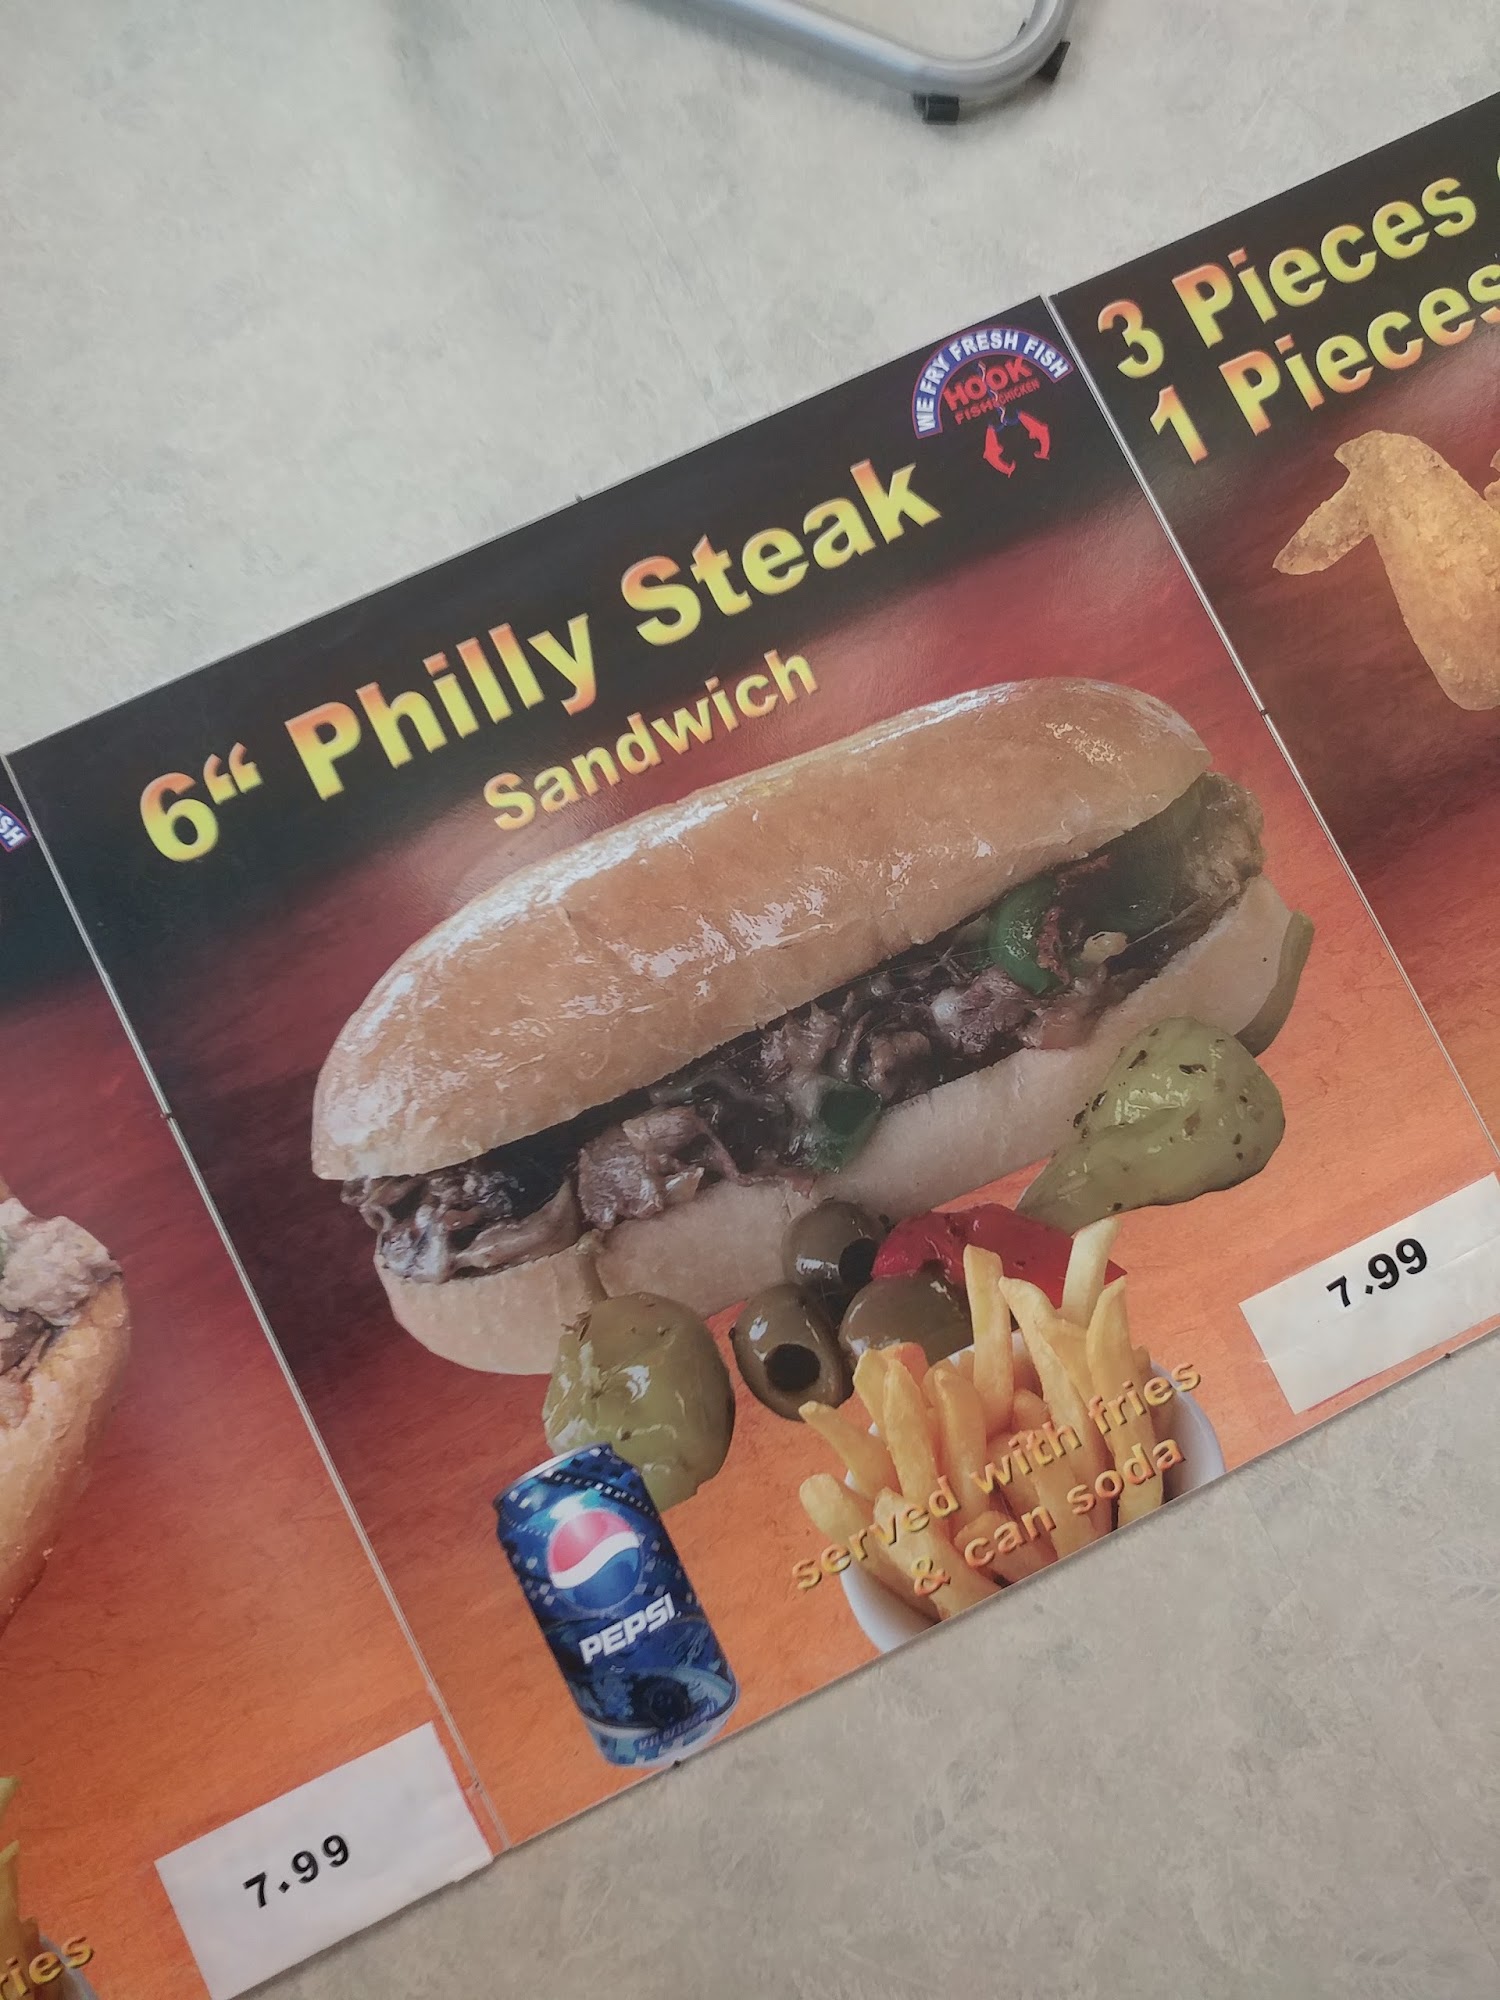 SH
ries
7.99
WE FRY FRESH FISH
HOOK
FISH & CHICKEN
6“ Philly Steak
Sandwich
served with fries
& can soda
PEPSI
7.99
3 Pieces
1 Pieces